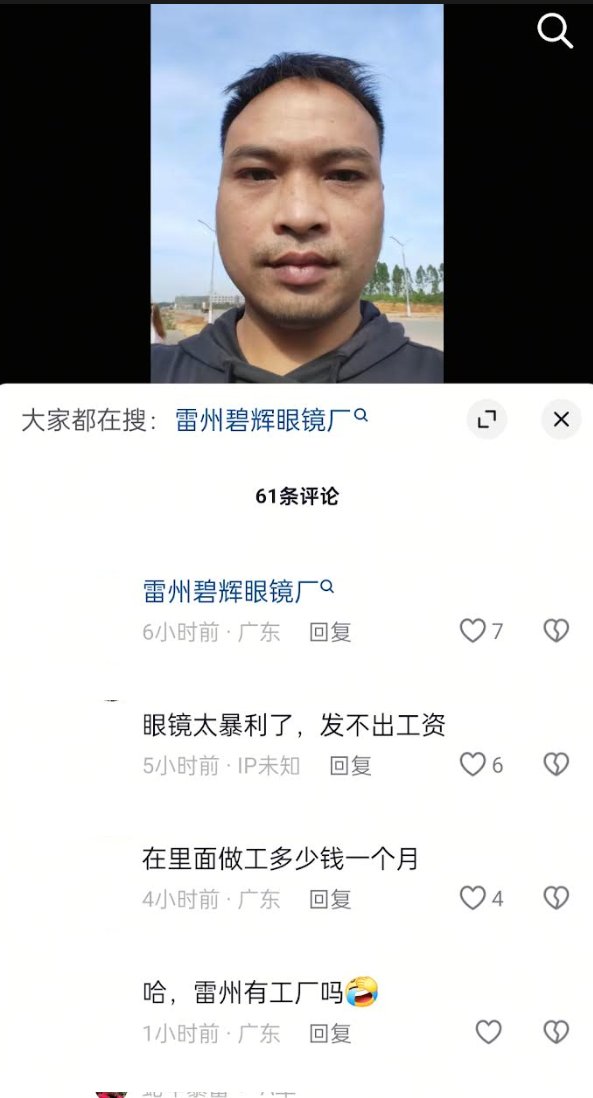 大家都在搜：雷州碧辉眼镜厂
61条评论
雷州碧辉眼镜厂
6小时前 · 广东 回复 7
眼镜太暴利了，发不出工资
5小时前 · IP未知 回复 6
在里面做工多少钱一个月
4小时前 · 广东 回复 4
哈，雷州有工厂吗🤣
1小时前 · 广东 回复